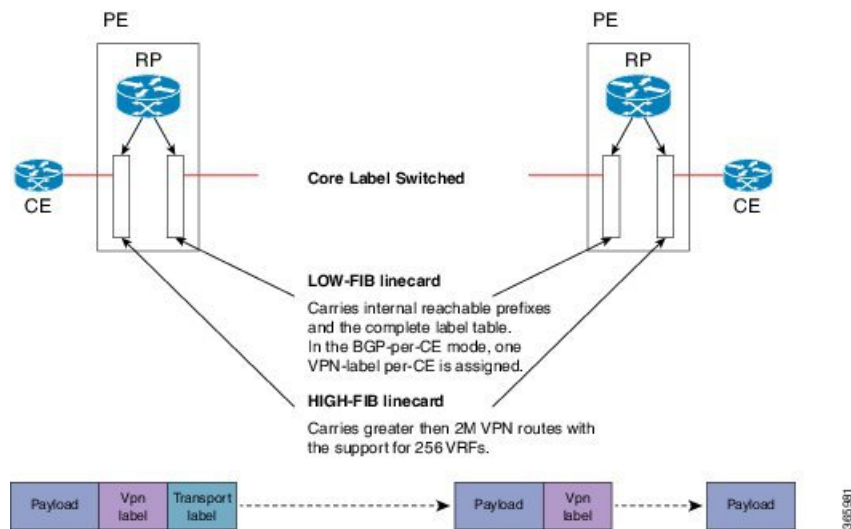 PE
PE
RP
RP
CE
Core Label Switched
CE
LOW-FIB linecard
Carries internal reachable prefixes
and the complete label table.
In the BGP-per-CE mode, one
VPN-label per-CE is assigned.
HIGH-FIB linecard
Carries greater then 2M VPN routes with
the support for 256 VRFs.
Payload
Vpn
label
Transport
label
Payload
Vpn
label
Payload
365981